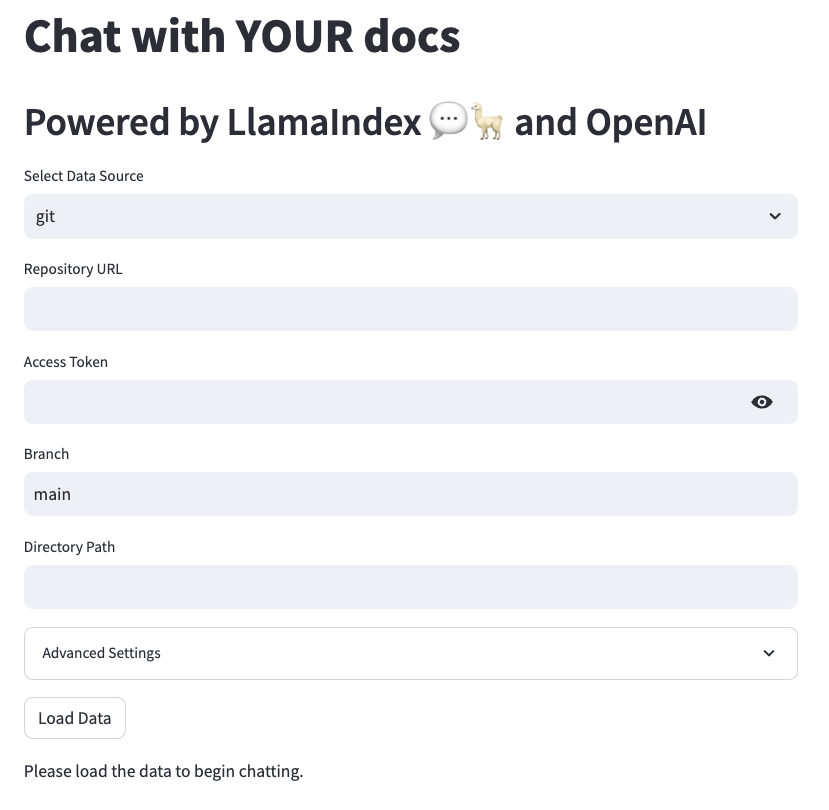 Chat with YOUR docs
Powered by LlamaIndex 💬🦙 and OpenAI
Select Data Source
git
Repository URL
Access Token
Branch
main
Directory Path
Advanced Settings
Load Data
Please load the data to begin chatting.